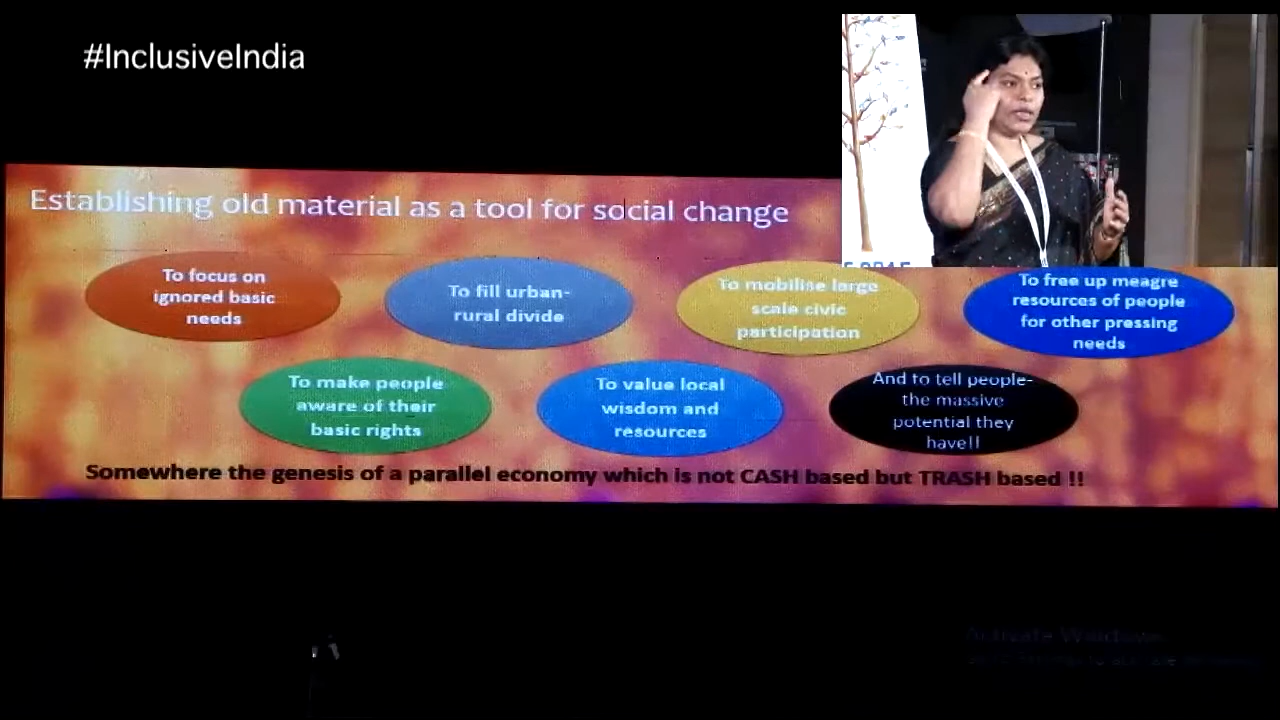 #InclusiveIndia
Establishing old material as a tool for social change
To focus on
ignored basic
needs
To fill urban-
rural divide
To mobilise large
scale civic
participation
To free up meagre
resources of people
for other pressing
needs
To make people
aware of their
basic rights
To value local
wisdom and
resources
And to tell people-
the massive
potential they
have!!
Somewhere the genesis of a parallel economy which is not CASH based but TRASH based !!
Activate Windows